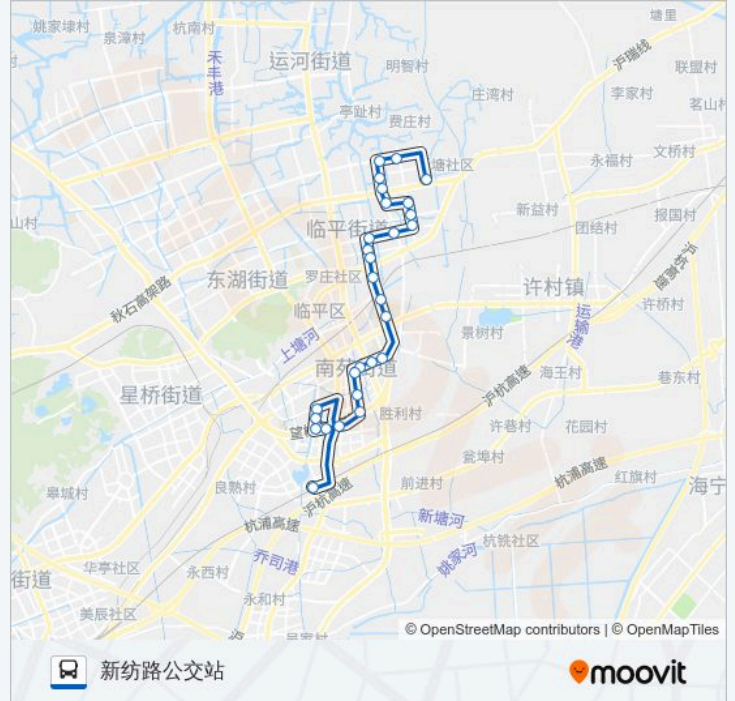 塘里
姚家埭村
杭南村
泉漳村
沪瑞线
运河街道
明智村
联盟村
禾丰港
庄湾村
李家村
亭趾村
费庄村
文桥村
塘社区
永福村
新益村
报国村
山村
临平街道
团结村
沪杭高速
东湖街道
罗庄社区
许村镇
秋石高架路
临平区
许桥村
运输港
景树村
上塘河
南苑街道
海王村
巷东村
星桥街道
沪杭高速
胜利村
许巷村
花园村
瓮埠村
杭浦高速
红旗村
良熟村
前进村
海宁
皋城村
沪杭高速
杭浦高速
新塘河
杭铣社区
乔司港
姚家河
华亭社区
永西村
街道
永和村
美辰社区
© OpenStreetMap contributors | © OpenMapTiles
新纺路公交站
moovit